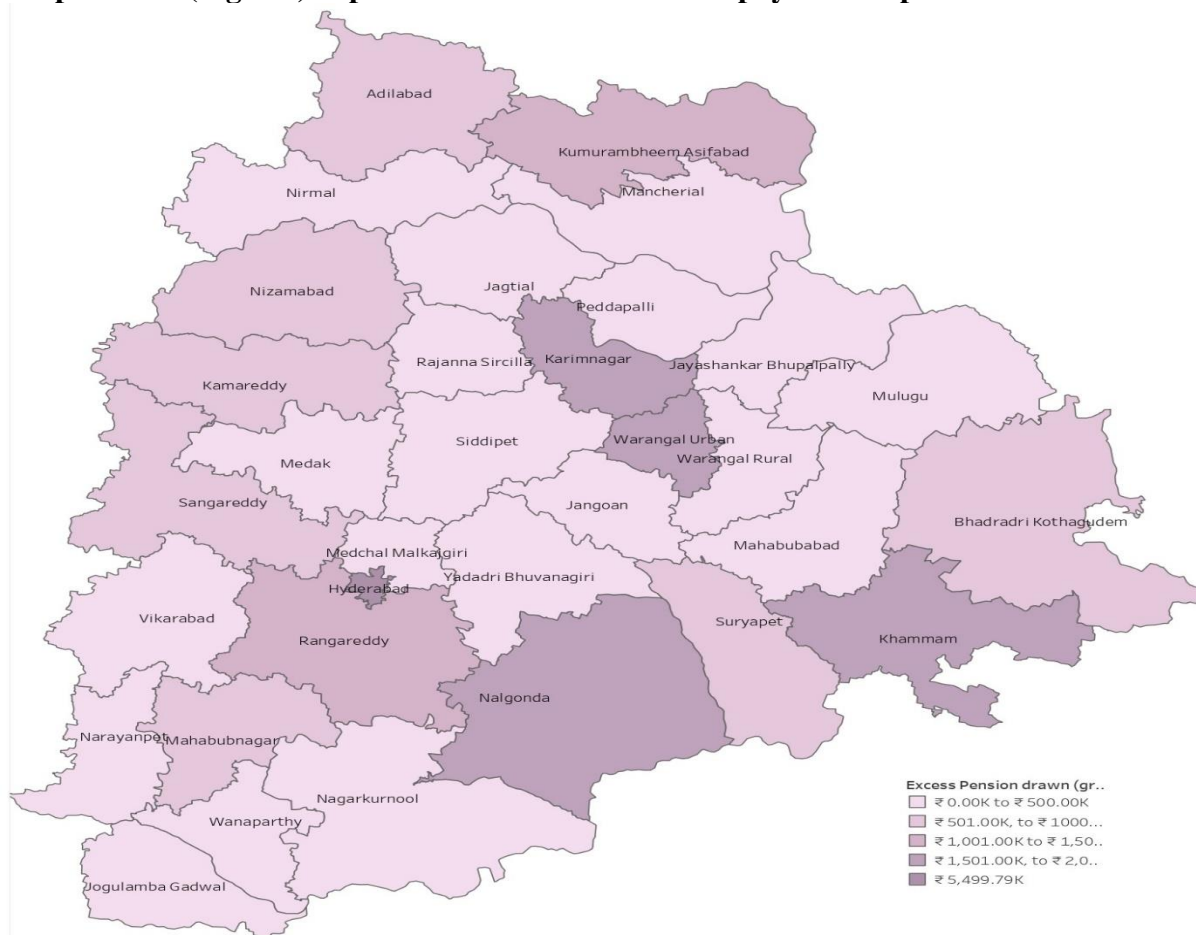 Adilabad
Kumurambheem Asifabad
Nirmal
Mancherial
Jagtial
Nizamabad
Peddapalli
Rajanna Sircilla
Karimnagar
Jayashankar Bhupalpally
Kamareddy
Mulugu
Siddipet
Warangal Urban
Medak
Warangal Rural
Sangareddy
Jangoan
Bhadradri Kothagudem
Medchal Malkajgiri
Mahabubabad
Yadadri Bhuvanagiri
Hyderabad
Vikarabad
Suryapet
Rangareddy
Khammam
Nalgonda
Narayanpet
Mahabubnagar
Nagarkurnool
Wanaparthy
Jogulamba Gadwal
Excess Pension drawn (gr..
₹ 0.00K to ₹ 500.00K
₹ 501.00K, to ₹ 1000...
₹ 1,001.00K to ₹ 1,50..
₹ 1,501.00K, to ₹ 2,0..
₹ 5,499.79K